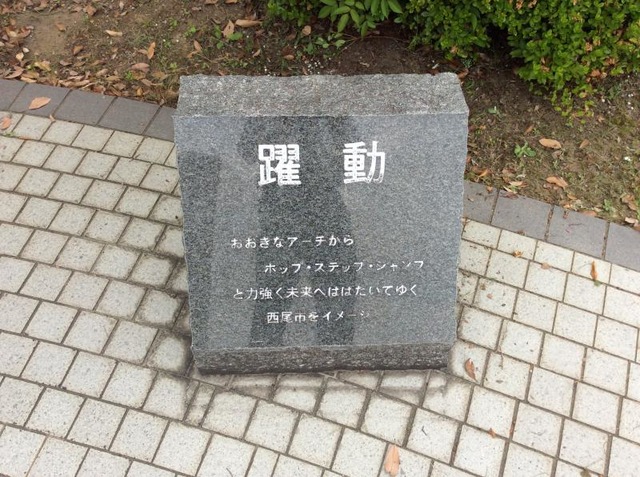 躍動
おおきなアーチから
ホップ・ステップ・ジャンプ
と力強く未来へはばたいてゆく
西尾市をイメージ